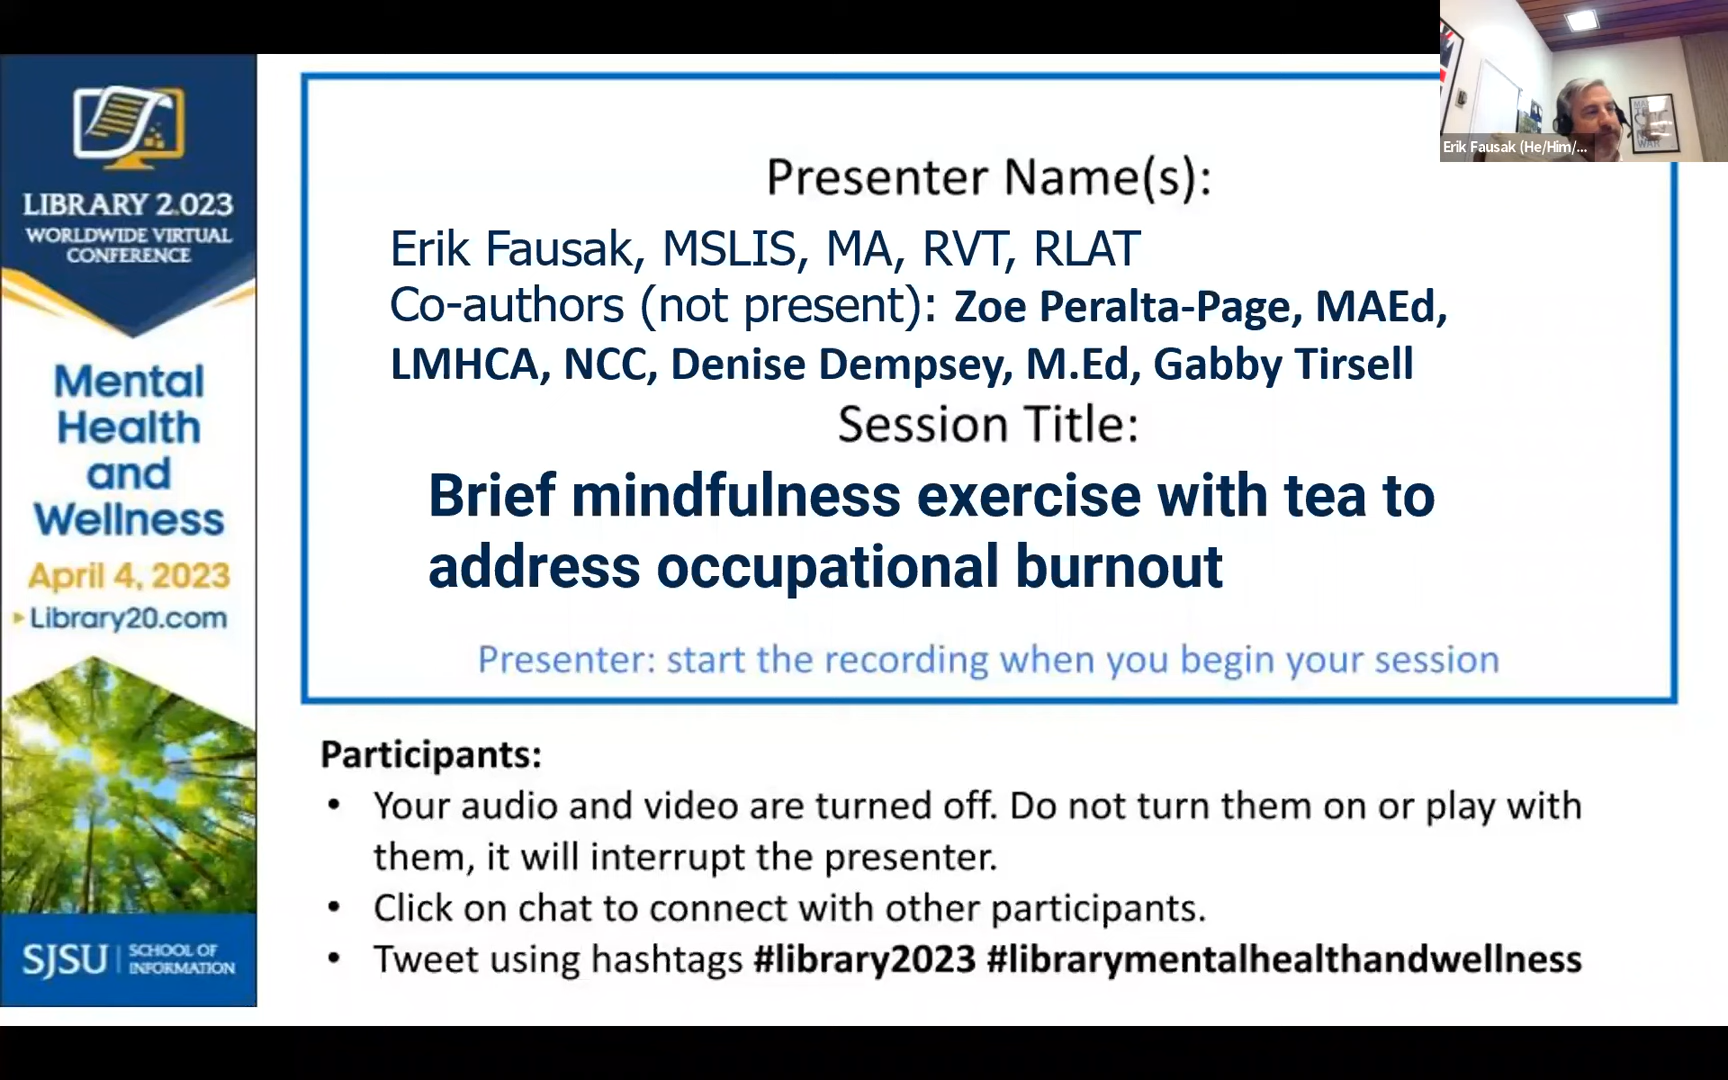 LIBRARY 2.023
WORLDWIDE VIRTUAL
CONFERENCE
Mental
Health
and
Wellness
April 4, 2023
Library20.com
SJSU | SCHOOL OF
INFORMATION
Presenter Name(s):
Erik Fausak, MSLIS, MA, RVT, RLAT
Co-authors (not present): Zoe Peralta-Page, MAEd,
LMHCA, NCC, Denise Dempsey, M.Ed, Gabby Tirsell
Session Title:
Brief mindfulness exercise with tea to
address occupational burnout
Presenter: start the recording when you begin your session
Participants:
• Your audio and video are turned off. Do not turn them on or play with
them, it will interrupt the presenter.
• Click on chat to connect with other participants.
• Tweet using hashtags #library2023 #librarymentalhealthandwellness
Erik Fausak (He/Him/...